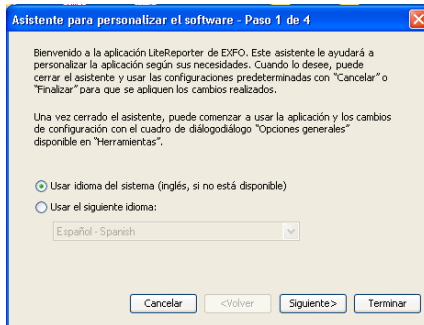 Asistente para personalizar el software - Paso 1 de 4
Bienvenido a la aplicación LiteReporter de EXFO. Este asistente le ayudará a
personalizar la aplicación según sus necesidades. Cuando lo desee, puede
cerrar el asistente y usar las configuraciones predeterminadas con "Cancelar" o
"Finalizar" para que se apliquen los cambios realizados.
Una vez cerrado el asistente, puede comenzar a usar la aplicación y los cambios
de configuración con el cuadro de diálogodiálogo "Opciones generales"
disponible en "Herramientas".
Usar idioma del sistema (inglés, si no está disponible)
Usar el siguiente idioma:
Español - Spanish
Cancelar <Volver Siguiente> Terminar